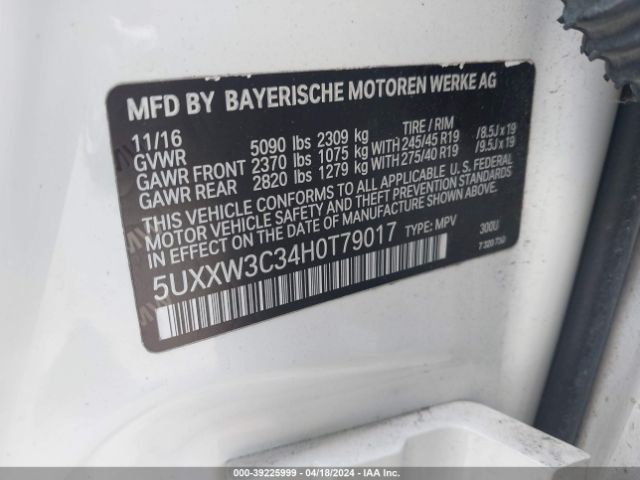 MFD BY BAYERISCHE MOTOREN WERKE AG
11/16 TIRE / RIM
GVWR 5090 lbs 2309 kg
GAWR FRONT 2370 lbs 1075 kg WITH 245/45 R19 /8.5J x 19
GAWR REAR 2820 lbs 1279 kg WITH 275/40 R19 /9.5J x 19
THIS VEHICLE CONFORMS TO ALL APPLICABLE U.S. FEDERAL
MOTOR VEHICLE SAFETY AND THEFT PREVENTION STANDARDS
IN EFFECT ON THE DATE OF MANUFACTURE SHOWN ABOVE.
5UXXW3C34H0T79017 TYPE: MPV 300U
7 320 730
000-39225999 - 04/18/2024 - IAA Inc.